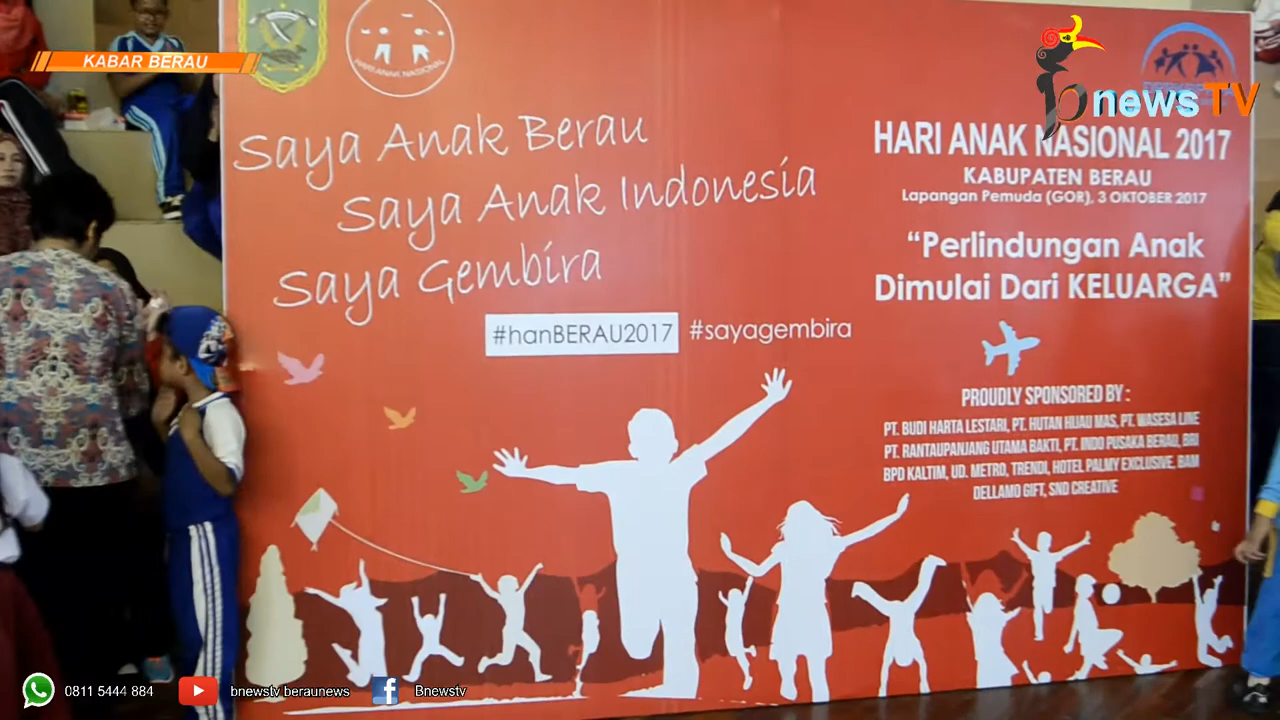 KABAR BERAU
HARI ANAK NASIONAL
bnewsTV
Saya Anak Berau
Saya Anak Indonesia
Saya Gembira
#hanBERAU2017 #sayagembira
HARI ANAK NASIONAL 2017
KABUPATEN BERAU
Lapangan Pemuda (GOR), 3 OKTOBER 2017
“Perlindungan Anak
Dimulai Dari KELUARGA”
PROUDLY SPONSORED BY :
PT. BUDI HARTA LESTARI, PT. HUTAN HIJAU MAS, PT. WASESA LINE
PT. RANTAUPANJANG UTAMA BAKTI, PT. INDO PUSAKA BERAU, BRI
BPD KALTIM, UD. METRO, TRENDI, HOTEL PALMY EXCLUSIVE, BAM
DELLAMO GIFT, SND CREATIVE
0811 5444 884
bnewstv beraunews
Bnewstv